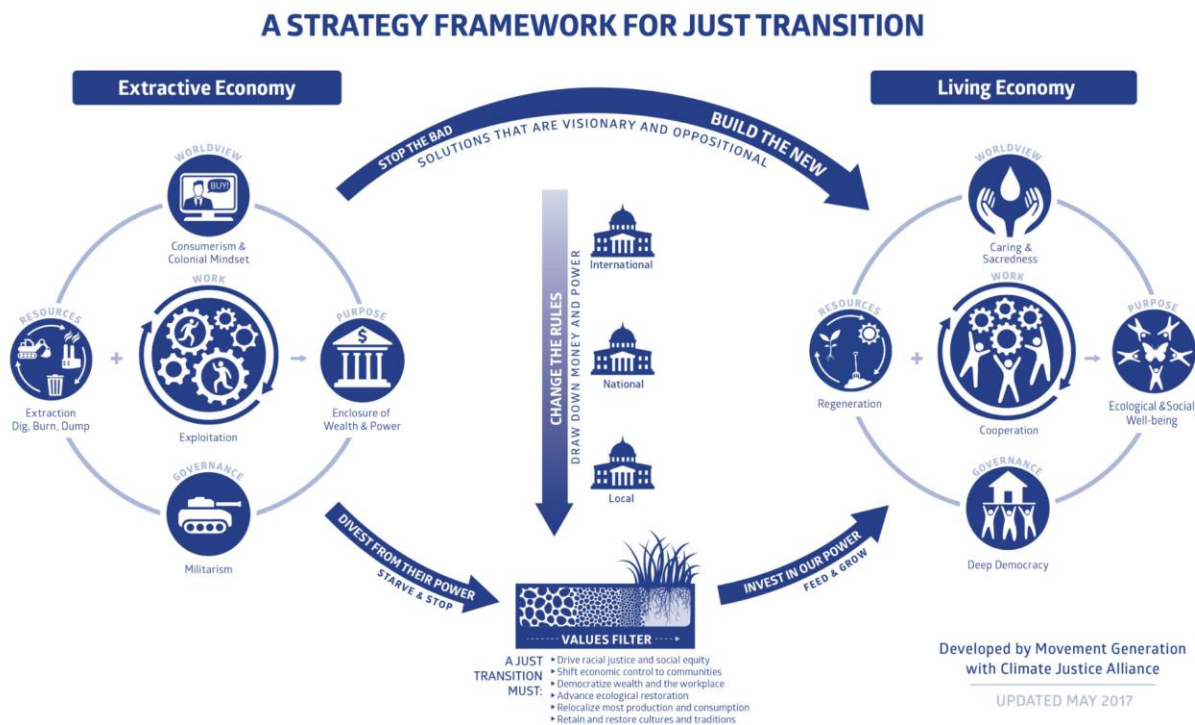 A STRATEGY FRAMEWORK FOR JUST TRANSITION
Extractive Economy
WORLDVIEW
BUY!
Consumerism &
Colonial Mindset
RESOURCES
Extraction
Dig, Burn, Dump
+
WORK
Exploitation
PURPOSE
$
Enclosure of
Wealth & Power
GOVERNANCE
Militarism
STOP THE BAD
BUILD THE NEW
SOLUTIONS THAT ARE VISIONARY AND OPPOSITIONAL
CHANGE THE RULES
DRAW DOWN MONEY AND POWER
International
National
Local
DIVEST FROM THEIR POWER
STARVE & STOP
VALUES FILTER
A JUST
TRANSITION
MUST:
Drive racial justice and social equity
Shift economic control to communities
Democratize wealth and the workplace
Advance ecological restoration
Relocalize most production and consumption
Retain and restore cultures and traditions
INVEST IN OUR POWER
FEED & GROW
Living Economy
WORLDVIEW
Caring &
Sacredness
RESOURCES
Regeneration
+
WORK
Cooperation
PURPOSE
Ecological &Social
Well-being
GOVERNANCE
Deep Democracy
Developed by Movement Generation
with Climate Justice Alliance
UPDATED MAY 2017